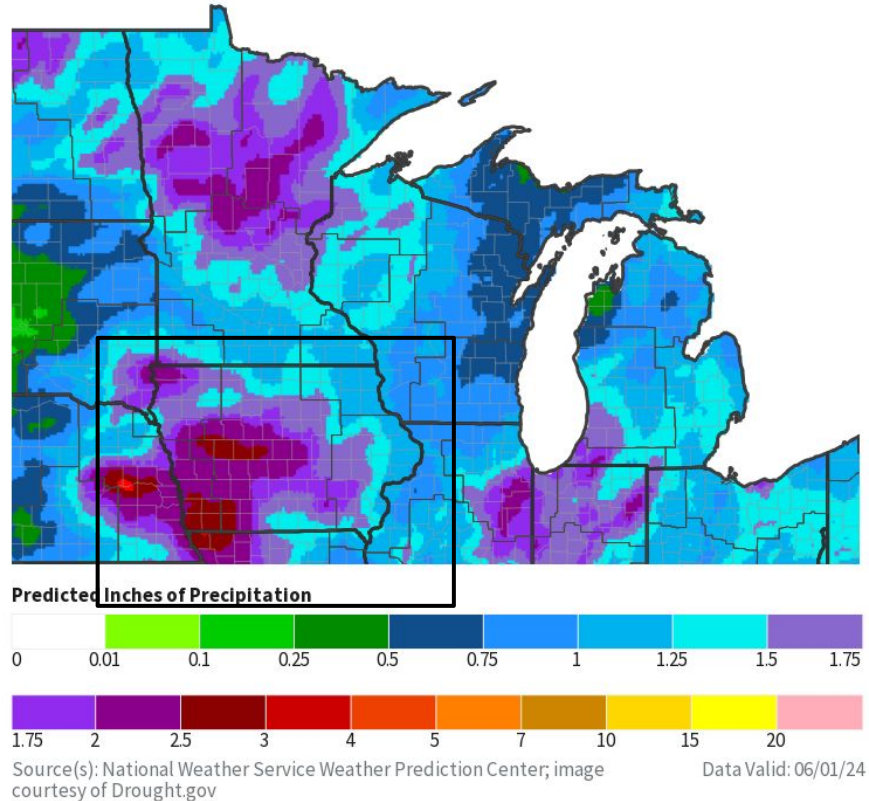 Predicted Inches of Precipitation
0 0.01 0.1 0.25 0.5 0.75 1 1.25 1.5 1.75
1.75 2 2.5 3 4 5 7 10 15 20
Source(s): National Weather Service Weather Prediction Center; image Data Valid: 06/01/24
courtesy of Drought.gov